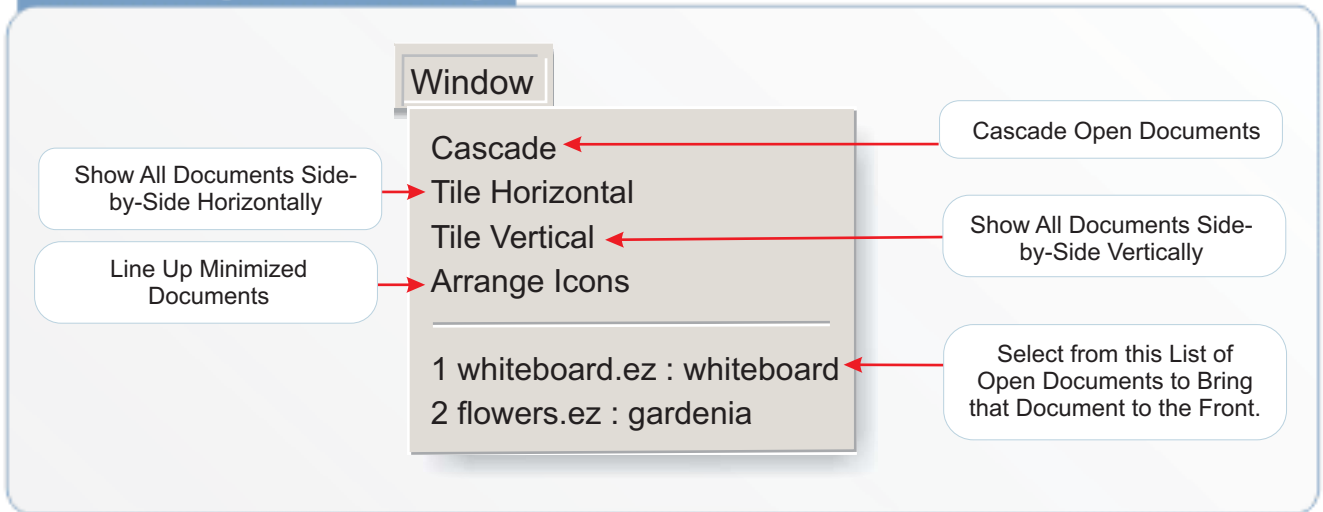 Window
Cascade
Tile Horizontal
Tile Vertical
Arrange Icons
1 whiteboard.ez : whiteboard
2 flowers.ez : gardenia
Show All Documents Side-
by-Side Horizontally
Line Up Minimized
Documents
Cascade Open Documents
Show All Documents Side-
by-Side Vertically
Select from this List of
Open Documents to Bring
that Document to the Front.